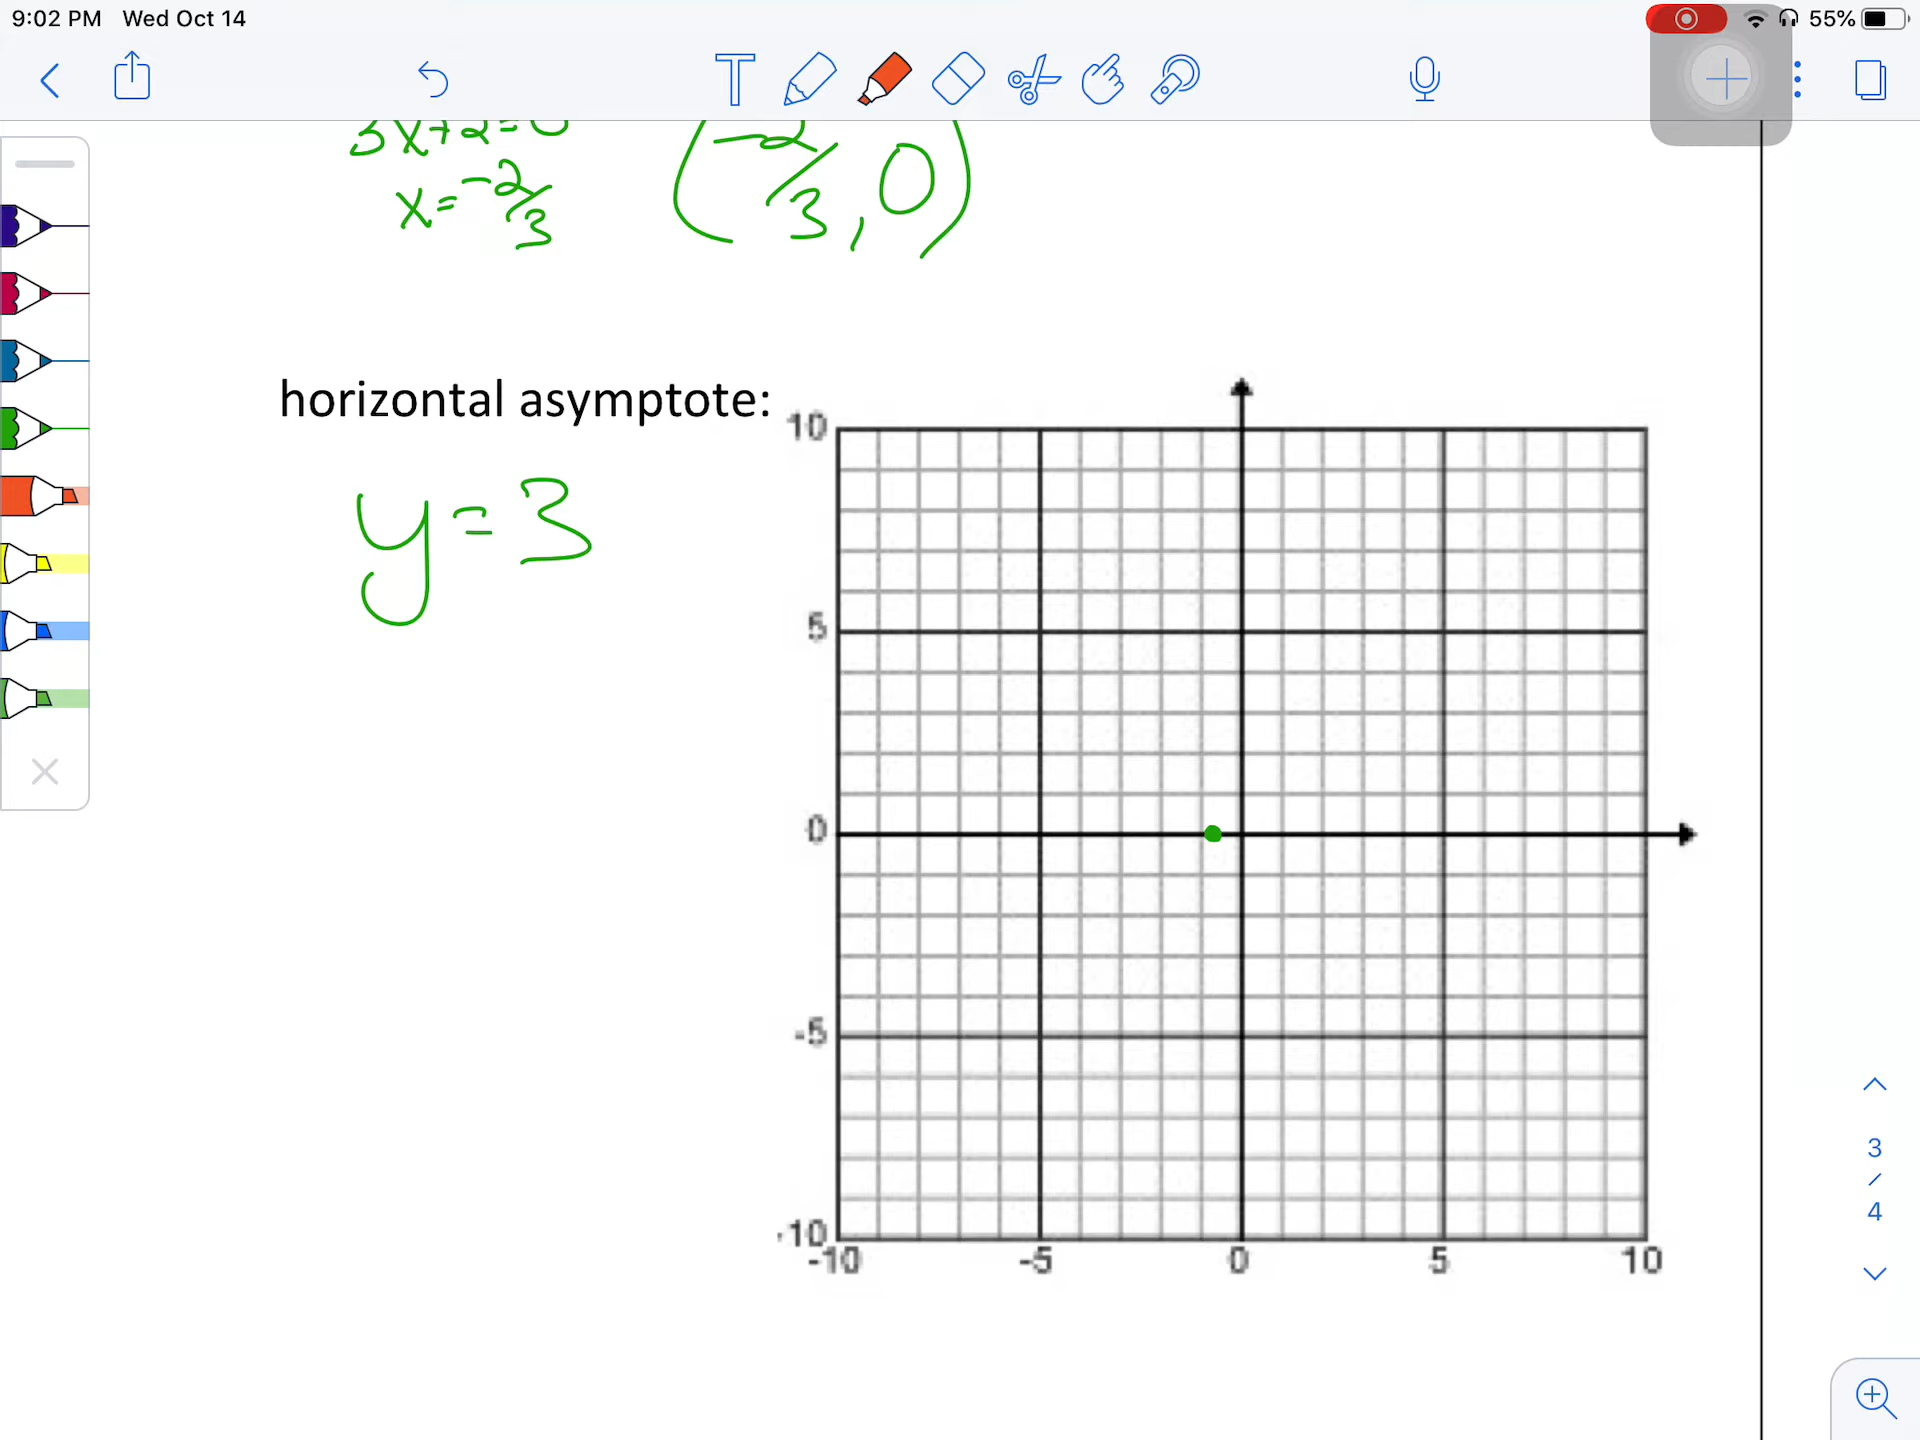 9:02 PM Wed Oct 14
55%
3x+2=0
x=-2/3
(-2/3, 0)
horizontal asymptote:
y=3
10
5
0
-5
-10
-10 -5 0 5 10
3
/
4